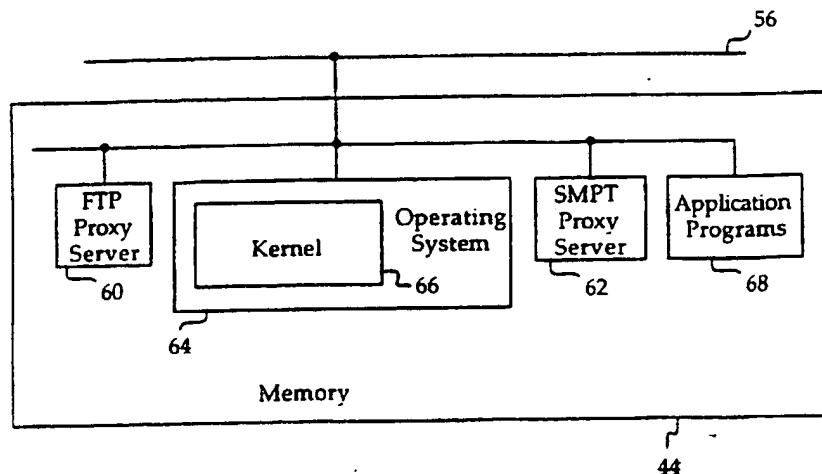 56
FTP
Proxy
Server
60
Kernel
66
Operating
System
64
SMPT
Proxy
Server
62
Application
Programs
68
Memory
44